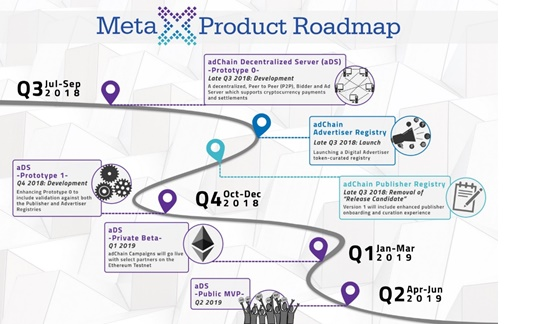 Meta X Product Roadmap
adChain Decentralized Server (aDS)
-Prototype 0-
Late Q3 2018: Development
A decentralized, Peer to Peer (P2P), Bidder and Ad
Server which supports cryptocurrency payments
and settlements
Q3 Jul-Sep
2018
adChain
Advertiser Registry
Late Q3 2018: Launch
Launching a Digital Advertiser
token-curated registry
aDS
-Prototype 1-
Q4 2018: Development
Enhancing Prototype 0 to
include validation against both
the Publisher and Advertiser
Registries
adChain Publisher Registry
Late Q3 2018: Removal of
"Release Candidate"
Version 1 will include enhanced publisher
onboarding and curation experience
Q4 Oct-Dec
2018
aDS
-Private Beta-
Q1 2019
adChain Campaigns will go live
with select partners on the
Ethereum Testnet
Q1 Jan-Mar
2019
aDS
-Public MVP-
Q2 2019
Q2 Apr-Jun
2019